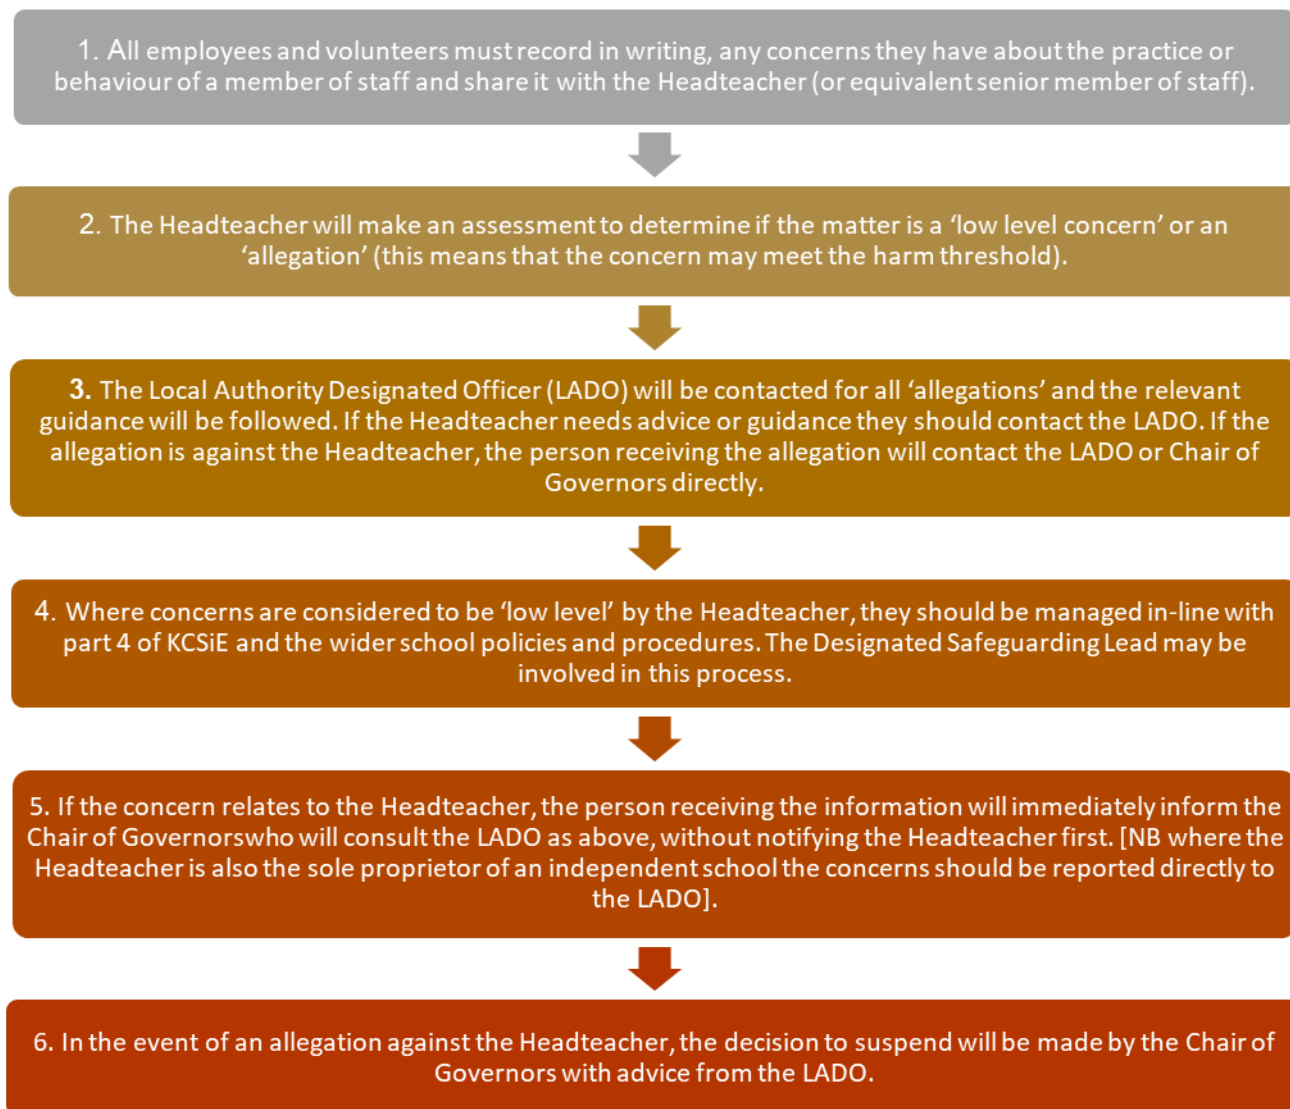 1. All employees and volunteers must record in writing, any concerns they have about the practice or
behaviour of a member of staff and share it with the Headteacher (or equivalent senior member of staff).
2. The Headteacher will make an assessment to determine if the matter is a ‘low level concern’ or an
‘allegation’ (this means that the concern may meet the harm threshold).
3. The Local Authority Designated Officer (LADO) will be contacted for all ‘allegations’ and the relevant
guidance will be followed. If the Headteacher needs advice or guidance they should contact the LADO. If the
allegation is against the Headteacher, the person receiving the allegation will contact the LADO or Chair of
Governors directly.
4. Where concerns are considered to be ‘low level’ by the Headteacher, they should be managed in-line with
part 4 of KCSiE and the wider school policies and procedures. The Designated Safeguarding Lead may be
involved in this process.
5. If the concern relates to the Headteacher, the person receiving the information will immediately inform the
Chair of Governorswho will consult the LADO as above, without notifying the Headteacher first. [NB where the
Headteacher is also the sole proprietor of an independent school the concerns should be reported directly to
the LADO].
6. In the event of an allegation against the Headteacher, the decision to suspend will be made by the Chair of
Governors with advice from the LADO.